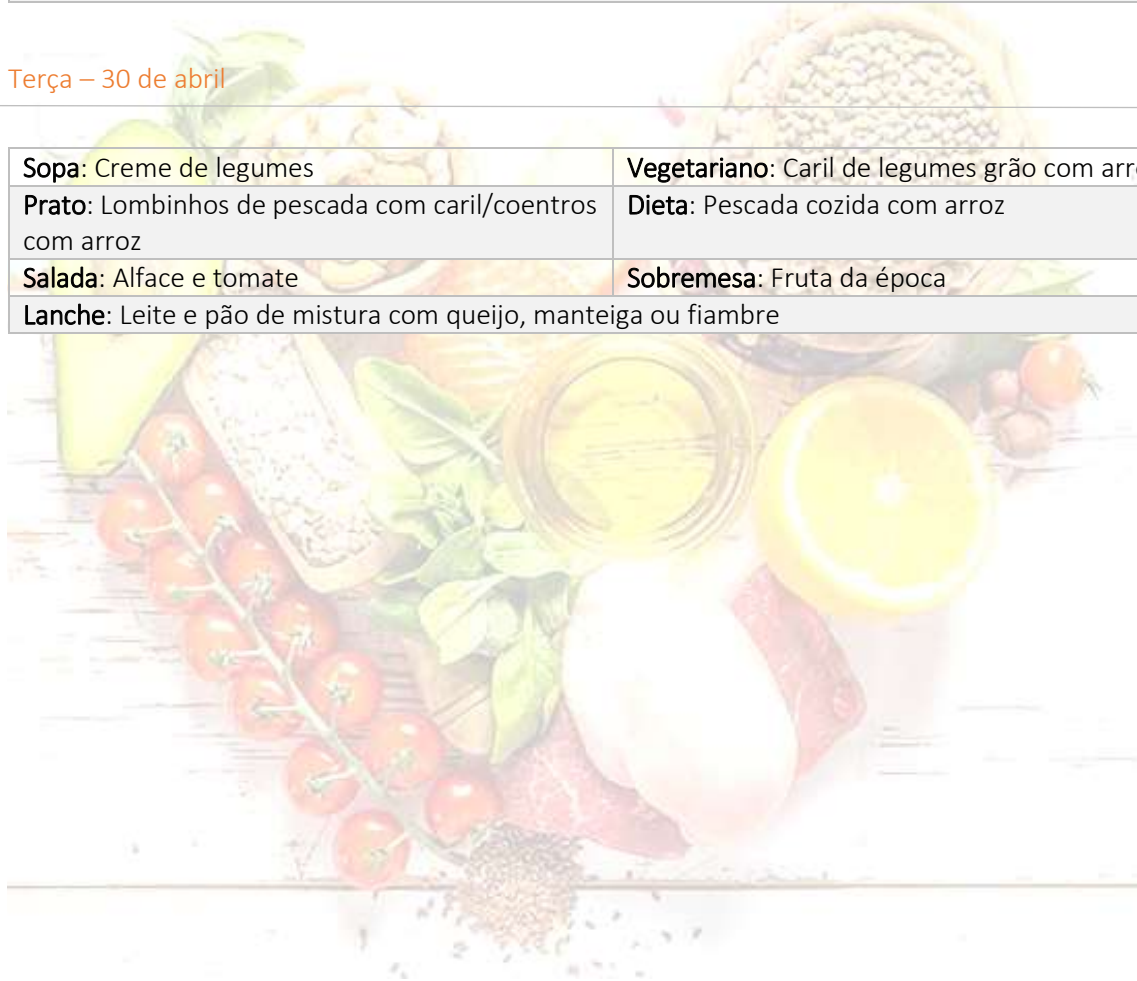 Terça – 30 de abril
Sopa: Creme de legumes
Vegetariano: Caril de legumes grão com
Prato: Lombinhos de pescada com caril/coentros
com arroz
Dieta: Pescada cozida com arroz
Salada: Alface e tomate
Sobremesa: Fruta da época
Lanche: Leite e pão de mistura com queijo, manteiga ou fiambre